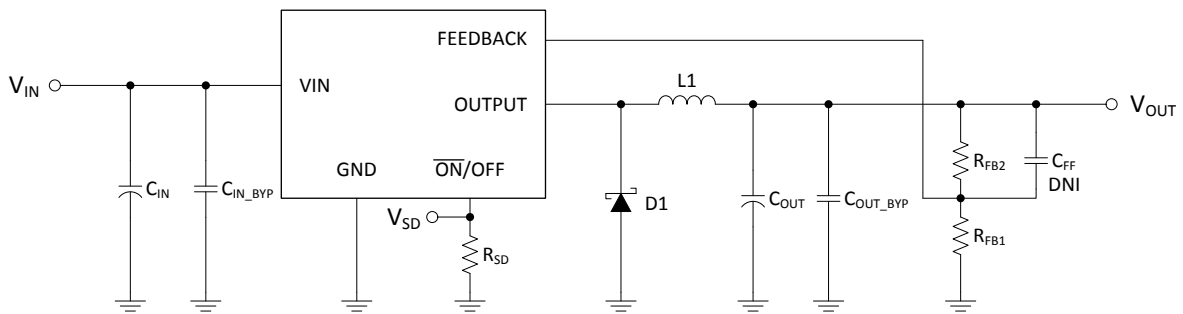 FEEDBACK
V_IN
VIN
L1
OUTPUT
V_OUT
GND
ON/OFF
R_FB2
C_FF
DNI
C_IN
C_IN_BYP
V_SD
D1
C_OUT
C_OUT_BYP
R_FB1
R_SD